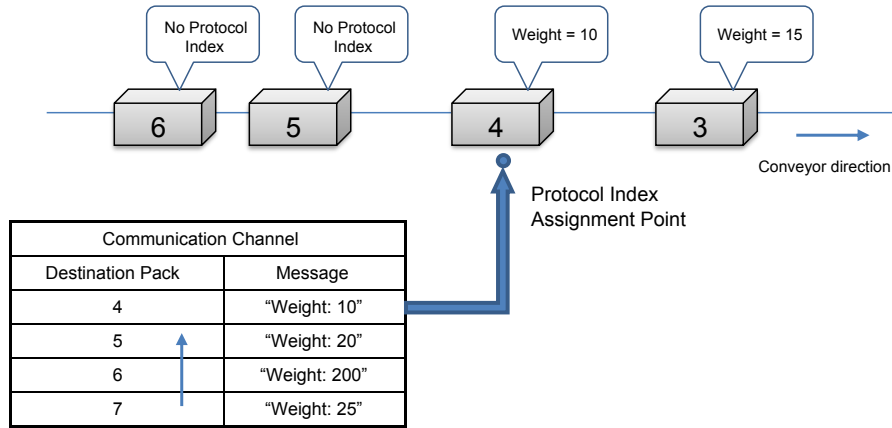 No Protocol
Index
No Protocol
Index
Weight = 10
Weight = 15
6
5
4
3
Conveyor direction
Protocol Index
Assignment Point
Communication Channel
Destination Pack Message
4 “Weight: 10”
5 “Weight: 20”
6 “Weight: 200”
7 “Weight: 25”